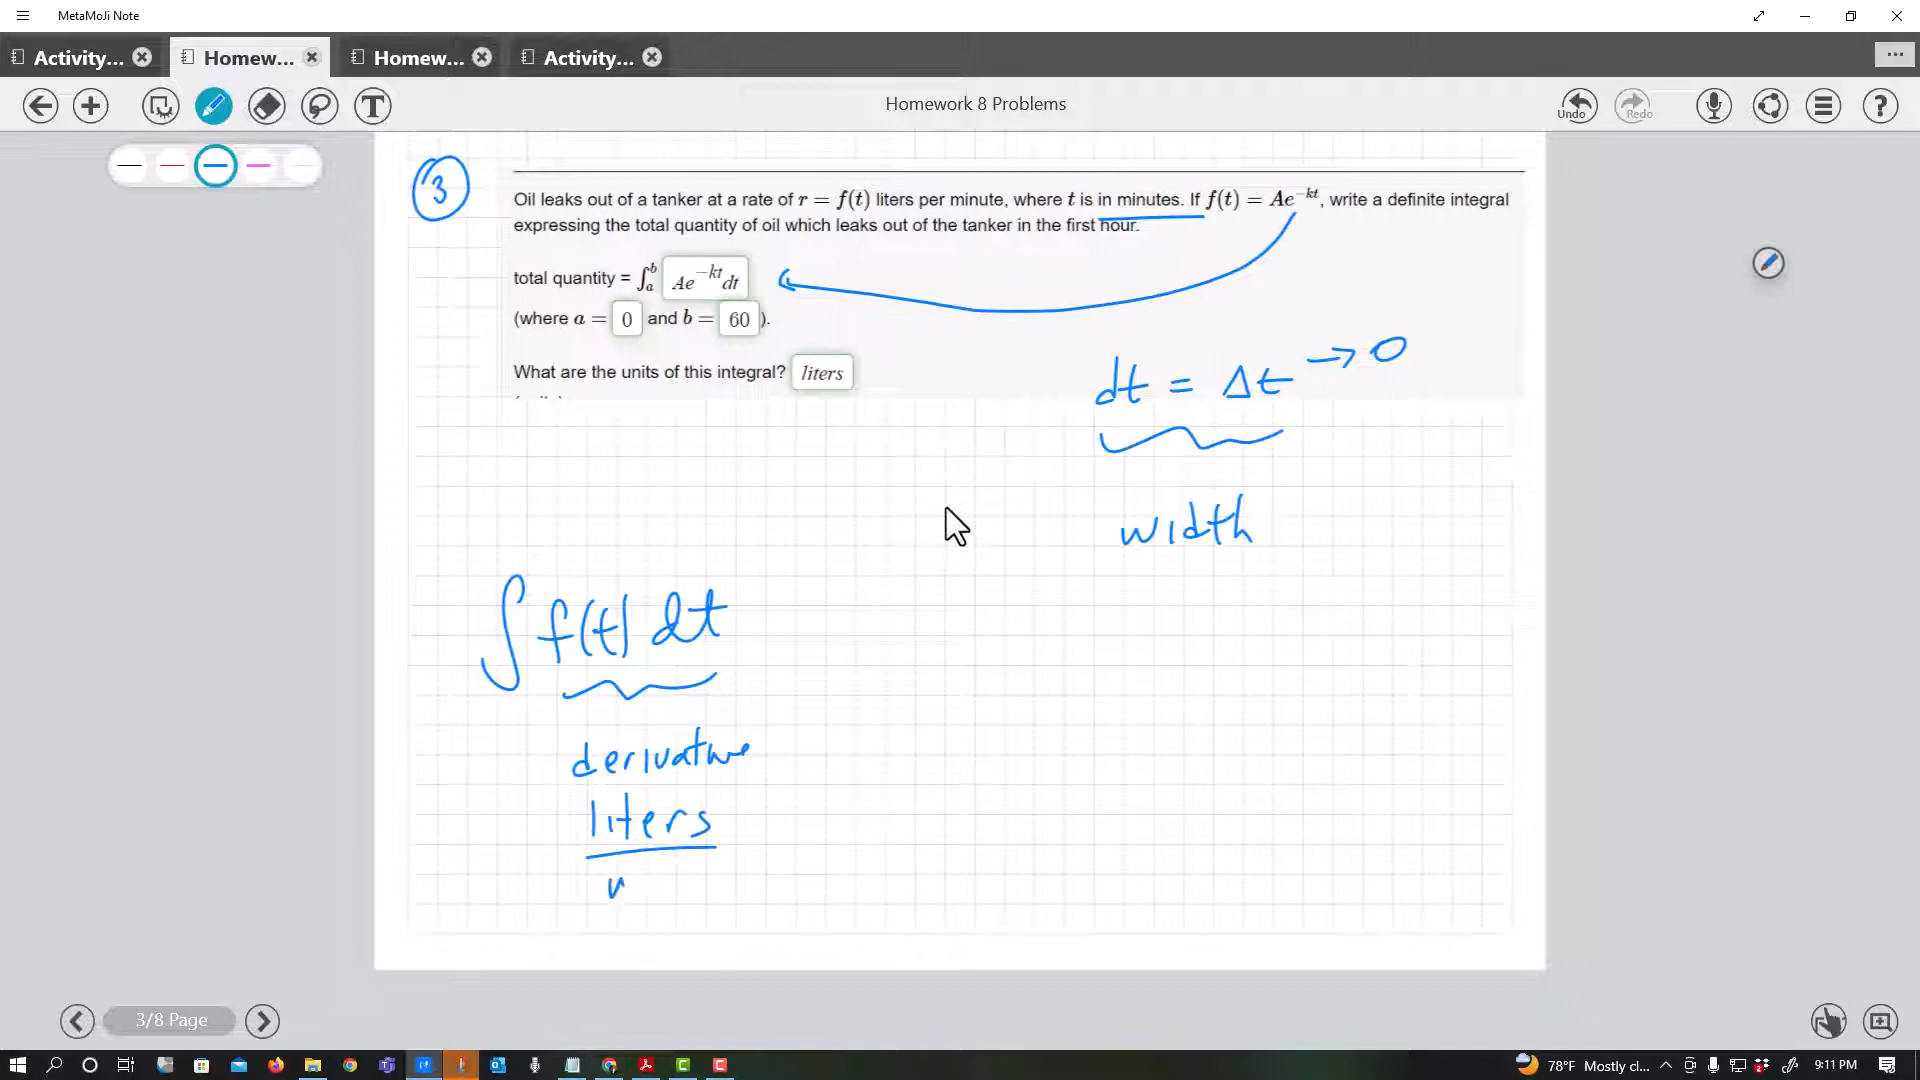 MetaMoJi Note
Activity... Homew... Homew... Activity...
Homework 8 Problems
Undo Redo
3
Oil leaks out of a tanker at a rate of r = f(t) liters per minute, where t is in minutes. If f(t) = Ae^{-kt}, write a definite integral
expressing the total quantity of oil which leaks out of the tanker in the first hour.
total quantity = ∫_a^b Ae^{-kt} dt
(where a = 0 and b = 60 ).
What are the units of this integral? liters
dt = Δt → 0
width
∫ f(t) dt
derivative
liters
3/8 Page
78°F Mostly cl... 9:11 PM